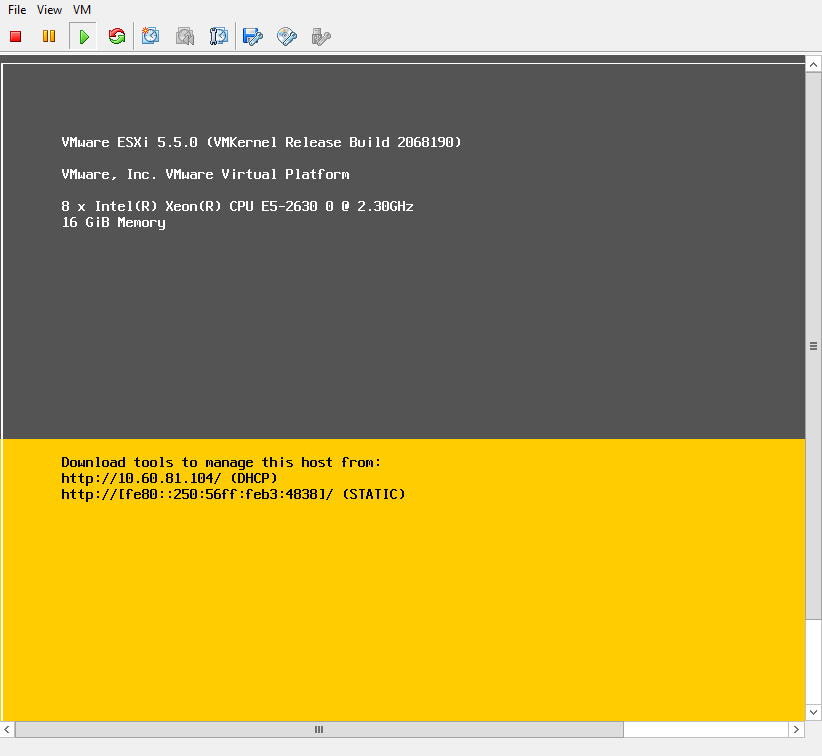 File View VM
VMware ESXi 5.5.0 (VMKernel Release Build 2068190)
VMware, Inc. VMware Virtual Platform
8 x Intel(R) Xeon(R) CPU E5-2630 0 @ 2.30GHz
16 GiB Memory
Download tools to manage this host from:
http://10.60.81.104/ (DHCP)
http://[fe80::250:56ff:feb3:4838]/ (STATIC)